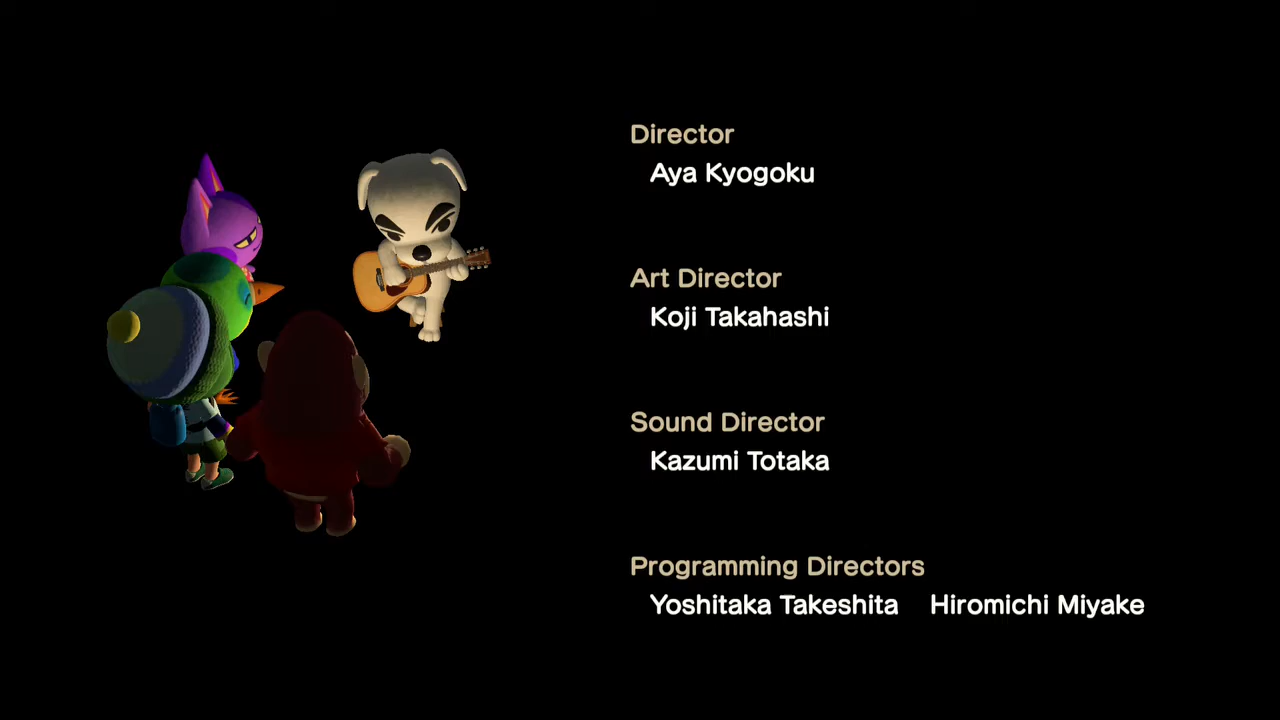 Director
Aya Kyogoku
Art Director
Koji Takahashi
Sound Director
Kazumi Totaka
Programming Directors
Yoshitaka Takeshita Hiromichi Miyake